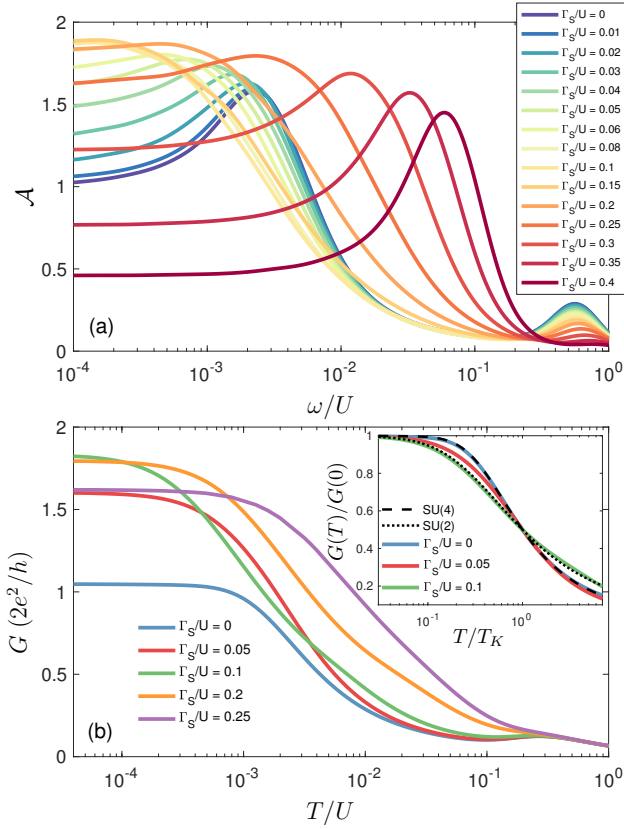 2
1.5
1
0.5
0
𝒜
(a)
10⁻⁴
10⁻³
10⁻²
10⁻¹
10⁰
ω/U
Γ_S/U = 0
Γ_S/U = 0.01
Γ_S/U = 0.02
Γ_S/U = 0.03
Γ_S/U = 0.04
Γ_S/U = 0.05
Γ_S/U = 0.06
Γ_S/U = 0.08
Γ_S/U = 0.1
Γ_S/U = 0.15
Γ_S/U = 0.2
Γ_S/U = 0.25
Γ_S/U = 0.3
Γ_S/U = 0.35
Γ_S/U = 0.4
2
1.5
1
0.5
0
G (2e²/h)
Γ_S/U = 0
Γ_S/U = 0.05
Γ_S/U = 0.1
Γ_S/U = 0.2
Γ_S/U = 0.25
(b)
10⁻⁴
10⁻³
10⁻²
10⁻¹
10⁰
T/U
1
0.8
0.6
0.4
0.2
G(T)/G(0)
SU(4)
SU(2)
Γ_S/U = 0
Γ_S/U = 0.05
Γ_S/U = 0.1
10⁻¹
10⁰
T/T_K